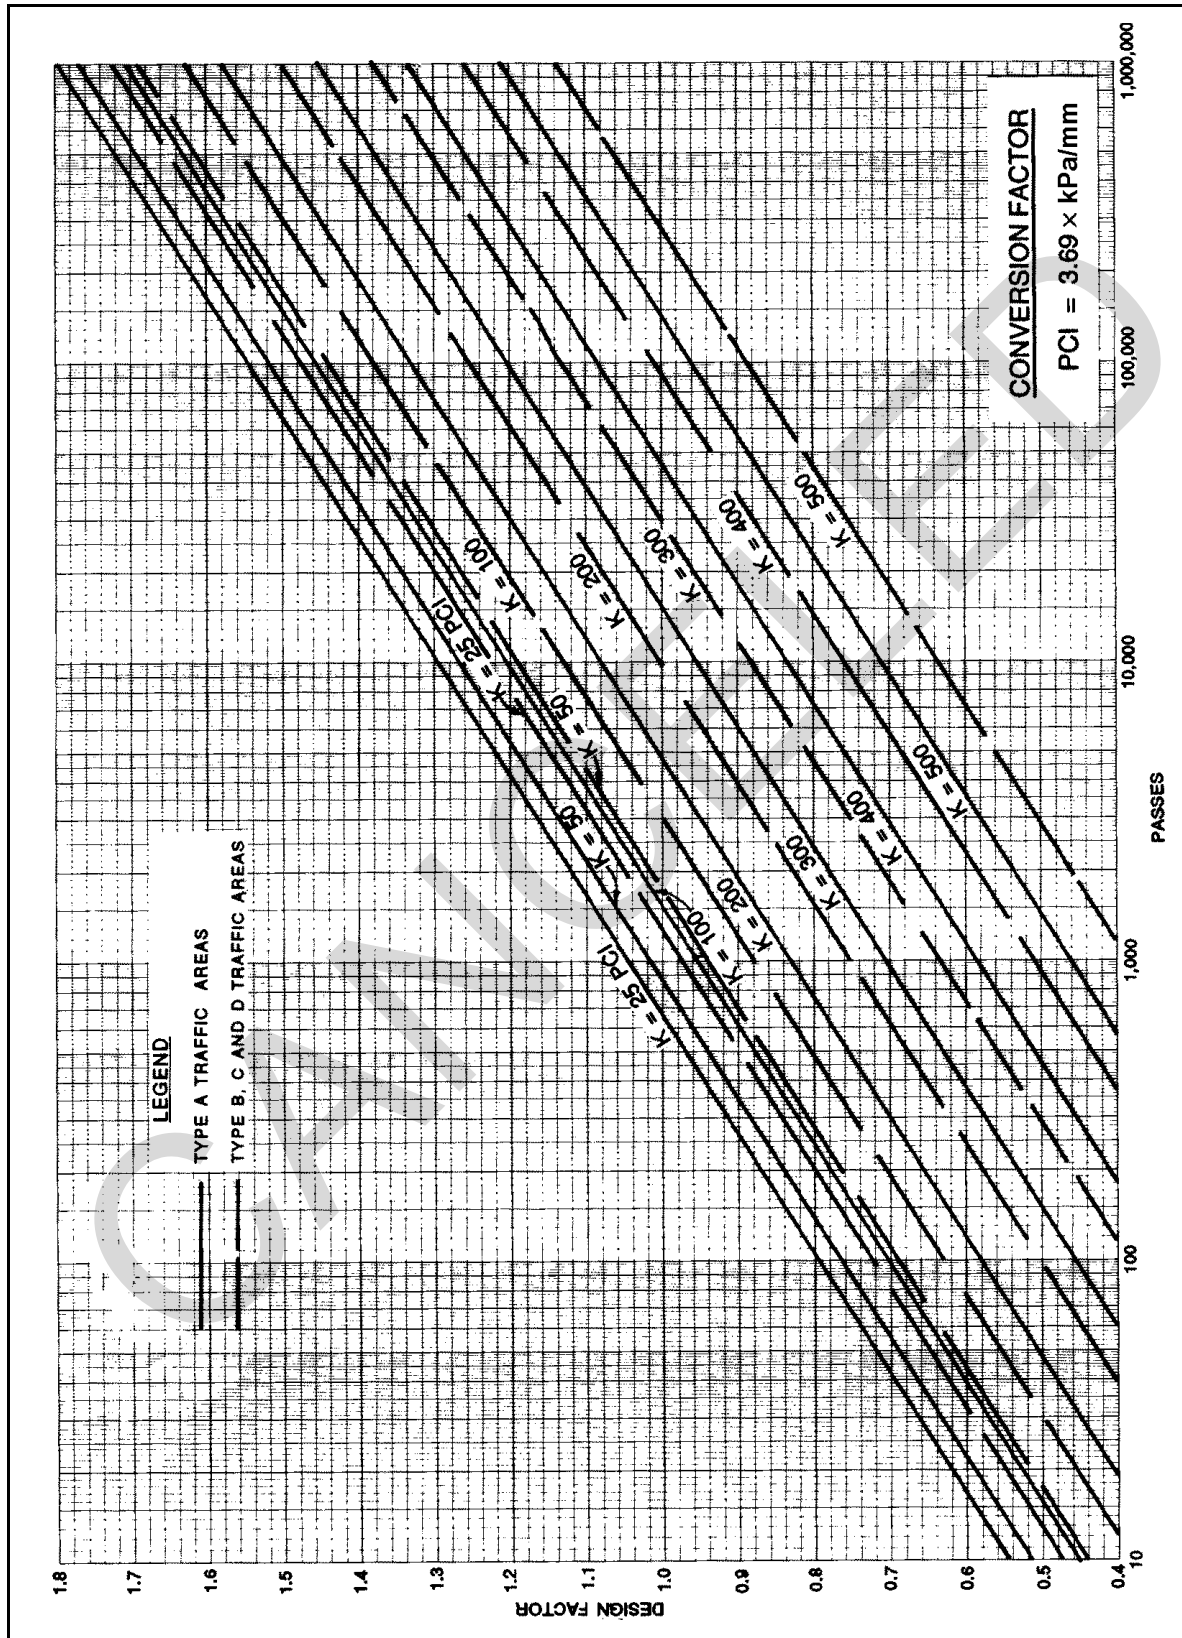 LEGEND
TYPE A TRAFFIC AREAS
TYPE B, C AND D TRAFFIC AREAS
DESIGN FACTOR
1.8
1.7
1.6
1.5
1.4
1.3
1.2
1.1
1.0
0.9
0.8
0.7
0.6
0.5
0.4
K = 25 PCI
K = 50
K = 100
K = 200
K = 300
K = 400
K = 500
K = 25 PCI
K = 50
K = 100
K = 200
K = 300
K = 400
K = 500
CONVERSION FACTOR
PCI = 3.69 × kPa/mm
10
100
1,000
10,000
100,000
1,000,000
PASSES
CANCELED